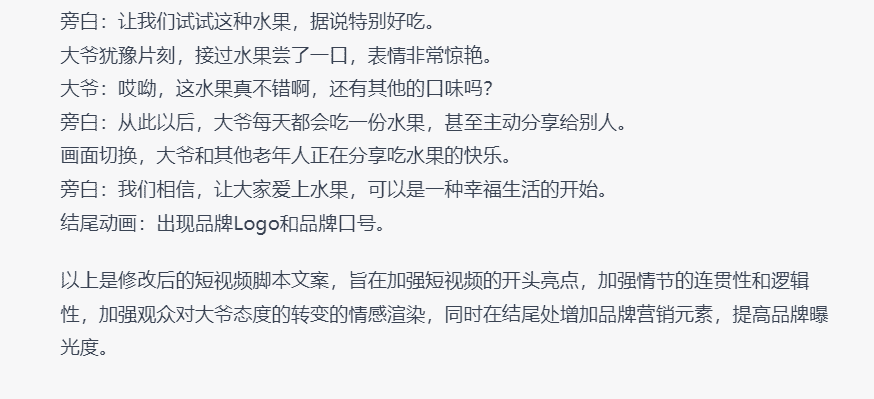 旁白：让我们试试这种水果，据说特别好吃。
大爷犹豫片刻，接过水果尝了一口，表情非常惊艳。
大爷：哎呦，这水果真不错啊，还有其他的口味吗？
旁白：从此以后，大爷每天都会吃一份水果，甚至主动分享给别人。
画面切换，大爷和其他老年人正在分享吃水果的快乐。
旁白：我们相信，让大家爱上水果，可以是一种幸福生活的开始。
结尾动画：出现品牌Logo和品牌口号。
以上是修改后的短视频脚本文案，旨在加强短视频的开头亮点，加强情节的连贯性和逻辑
性，加强观众对大爷态度的转变的情感渲染，同时在结尾处增加品牌营销元素，提高品牌曝
光度。